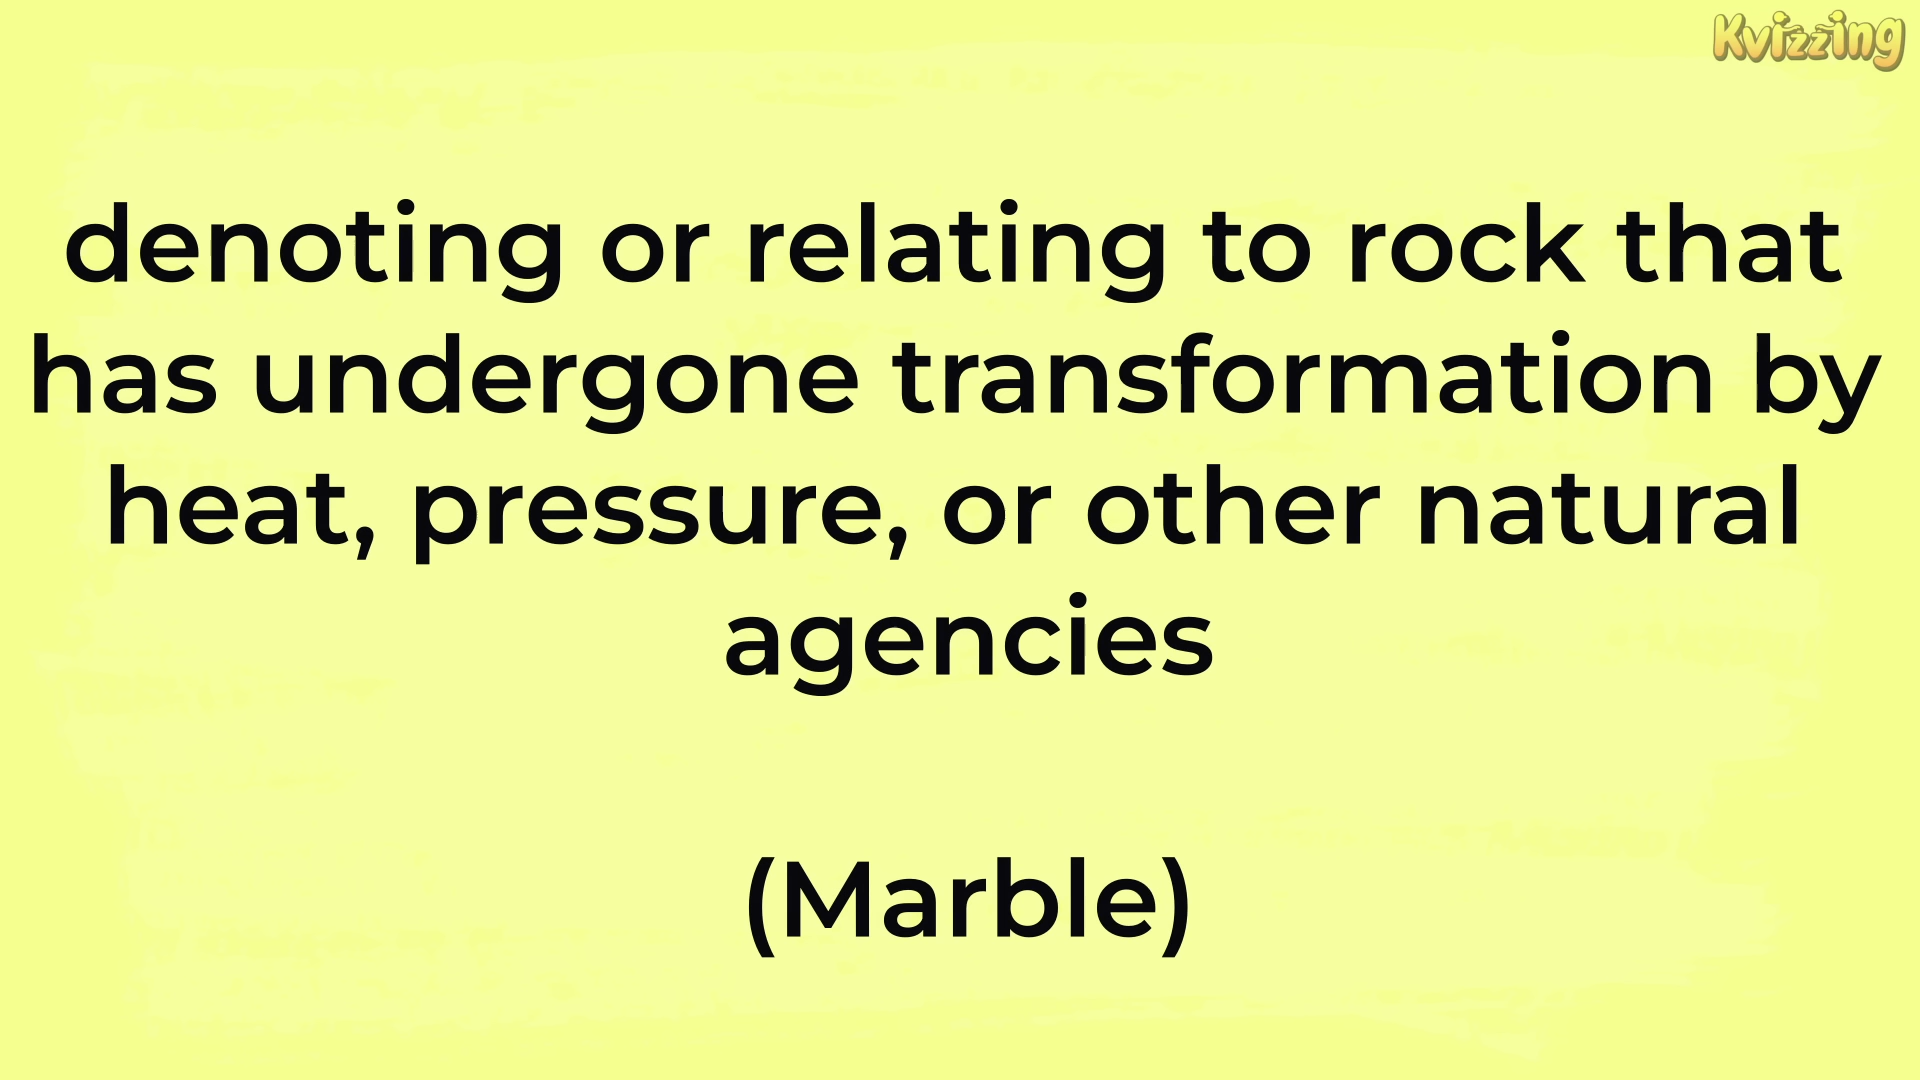 Kvizzing
denoting or relating to rock that
has undergone transformation by
heat, pressure, or other natural
agencies
(Marble)